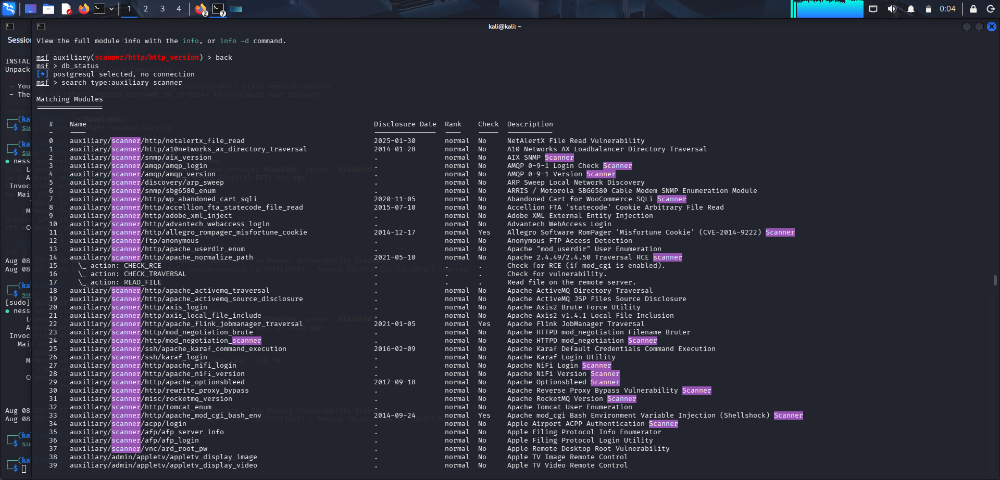 1 2 3 4 2 7 0:04
kali@kali: ~
Session
View the full module info with the info, or info -d command.
msf auxiliary(scanner/http/http_version) > back
msf > db_status
[*] postgresql selected, no connection
msf > search type:auxiliary scanner
Matching Modules
================
# Name Disclosure Date Rank Check Description
- ---- --------------- ---- ----- -----------
0 auxiliary/scanner/http/netalertx_file_read 2025-01-30 normal No NetAlertX File Read Vulnerability
1 auxiliary/scanner/http/a10networks_ax_directory_traversal 2014-01-28 normal No A10 Networks AX Loadbalancer Directory Traversal
2 auxiliary/scanner/snmp/aix_version . normal No AIX SNMP Scanner
3 auxiliary/scanner/amqp/amqp_login . normal No AMQP 0-9-1 Login Check Scanner
4 auxiliary/scanner/amqp/amqp_version . normal No AMQP 0-9-1 Version Scanner
5 auxiliary/scanner/discovery/arp_sweep . normal No ARP Sweep Local Network Discovery
6 auxiliary/scanner/snmp/sbg6580_enum . normal No ARRIS / Motorola SBG6580 Cable Modem SNMP Enumeration Module
7 auxiliary/scanner/http/wp_abandoned_cart_sqli 2020-11-05 normal No Abandoned Cart for WooCommerce SQLi Scanner
8 auxiliary/scanner/http/accellion_fta_statecode_file_read 2015-07-10 normal No Accellion FTA 'statecode' Cookie Arbitrary File Read
9 auxiliary/scanner/http/adobe_xml_inject . normal No Adobe XML External Entity Injection
10 auxiliary/scanner/http/advantech_webaccess_login . normal No Advantech WebAccess Login
11 auxiliary/scanner/http/allegro_rompager_misfortune_cookie 2014-12-17 normal Yes Allegro Software RomPager 'Misfortune Cookie' (CVE-2014-9222) Scanner
12 auxiliary/scanner/ftp/anonymous . normal No Anonymous FTP Access Detection
13 auxiliary/scanner/http/apache_userdir_enum . normal No Apache "mod_userdir" User Enumeration
14 auxiliary/scanner/http/apache_normalize_path 2021-05-10 normal No Apache 2.4.49/2.4.50 Traversal RCE scanner
15 \_ action: CHECK_RCE . . . Check for RCE (if mod_cgi is enabled).
16 \_ action: CHECK_TRAVERSAL . . . Check for vulnerability.
17 \_ action: READ_FILE . . . Read file on the remote server.
18 auxiliary/scanner/http/apache_activemq_traversal . normal No Apache ActiveMQ Directory Traversal
19 auxiliary/scanner/http/apache_activemq_source_disclosure . normal No Apache ActiveMQ JSP Files Source Disclosure
20 auxiliary/scanner/http/axis_login . normal No Apache Axis2 Brute Force Utility
21 auxiliary/scanner/http/axis_local_file_include . normal No Apache Axis2 v1.4.1 Local File Inclusion
22 auxiliary/scanner/http/apache_flink_jobmanager_traversal 2021-01-05 normal Yes Apache Flink JobManager Traversal
23 auxiliary/scanner/http/mod_negotiation_brute . normal No Apache HTTPD mod_negotiation Filename Bruter
24 auxiliary/scanner/http/mod_negotiation_scanner . normal No Apache HTTPD mod_negotiation Scanner
25 auxiliary/scanner/ssh/apache_karaf_command_execution 2016-02-09 normal No Apache Karaf Default Credentials Command Execution
26 auxiliary/scanner/ssh/karaf_login . normal No Apache Karaf Login Utility
27 auxiliary/scanner/http/apache_nifi_login . normal No Apache NiFi Login Scanner
28 auxiliary/scanner/http/apache_nifi_version . normal No Apache NiFi Version Scanner
29 auxiliary/scanner/http/apache_optionsbleed 2017-09-18 normal No Apache Optionsbleed Scanner
30 auxiliary/scanner/http/rewrite_proxy_bypass . normal No Apache Reverse Proxy Bypass Vulnerability Scanner
31 auxiliary/scanner/misc/rocketmq_version . normal No Apache RocketMQ Version Scanner
32 auxiliary/scanner/http/tomcat_enum . normal No Apache Tomcat User Enumeration
33 auxiliary/scanner/http/apache_mod_cgi_bash_env 2014-09-24 normal Yes Apache mod_cgi Bash Environment Variable Injection (Shellshock) Scanner
34 auxiliary/scanner/acpp/login . normal No Apple Airport ACPP Authentication Scanner
35 auxiliary/scanner/afp/afp_server_info . normal No Apple Filing Protocol Info Enumerator
36 auxiliary/scanner/afp/afp_login . normal No Apple Filing Protocol Login Utility
37 auxiliary/scanner/vnc/ard_root_pw . normal No Apple Remote Desktop Root Vulnerability
38 auxiliary/admin/appletv/appletv_display_image . normal No Apple TV Image Remote Control
39 auxiliary/admin/appletv/appletv_display_video . normal No Apple TV Video Remote Control